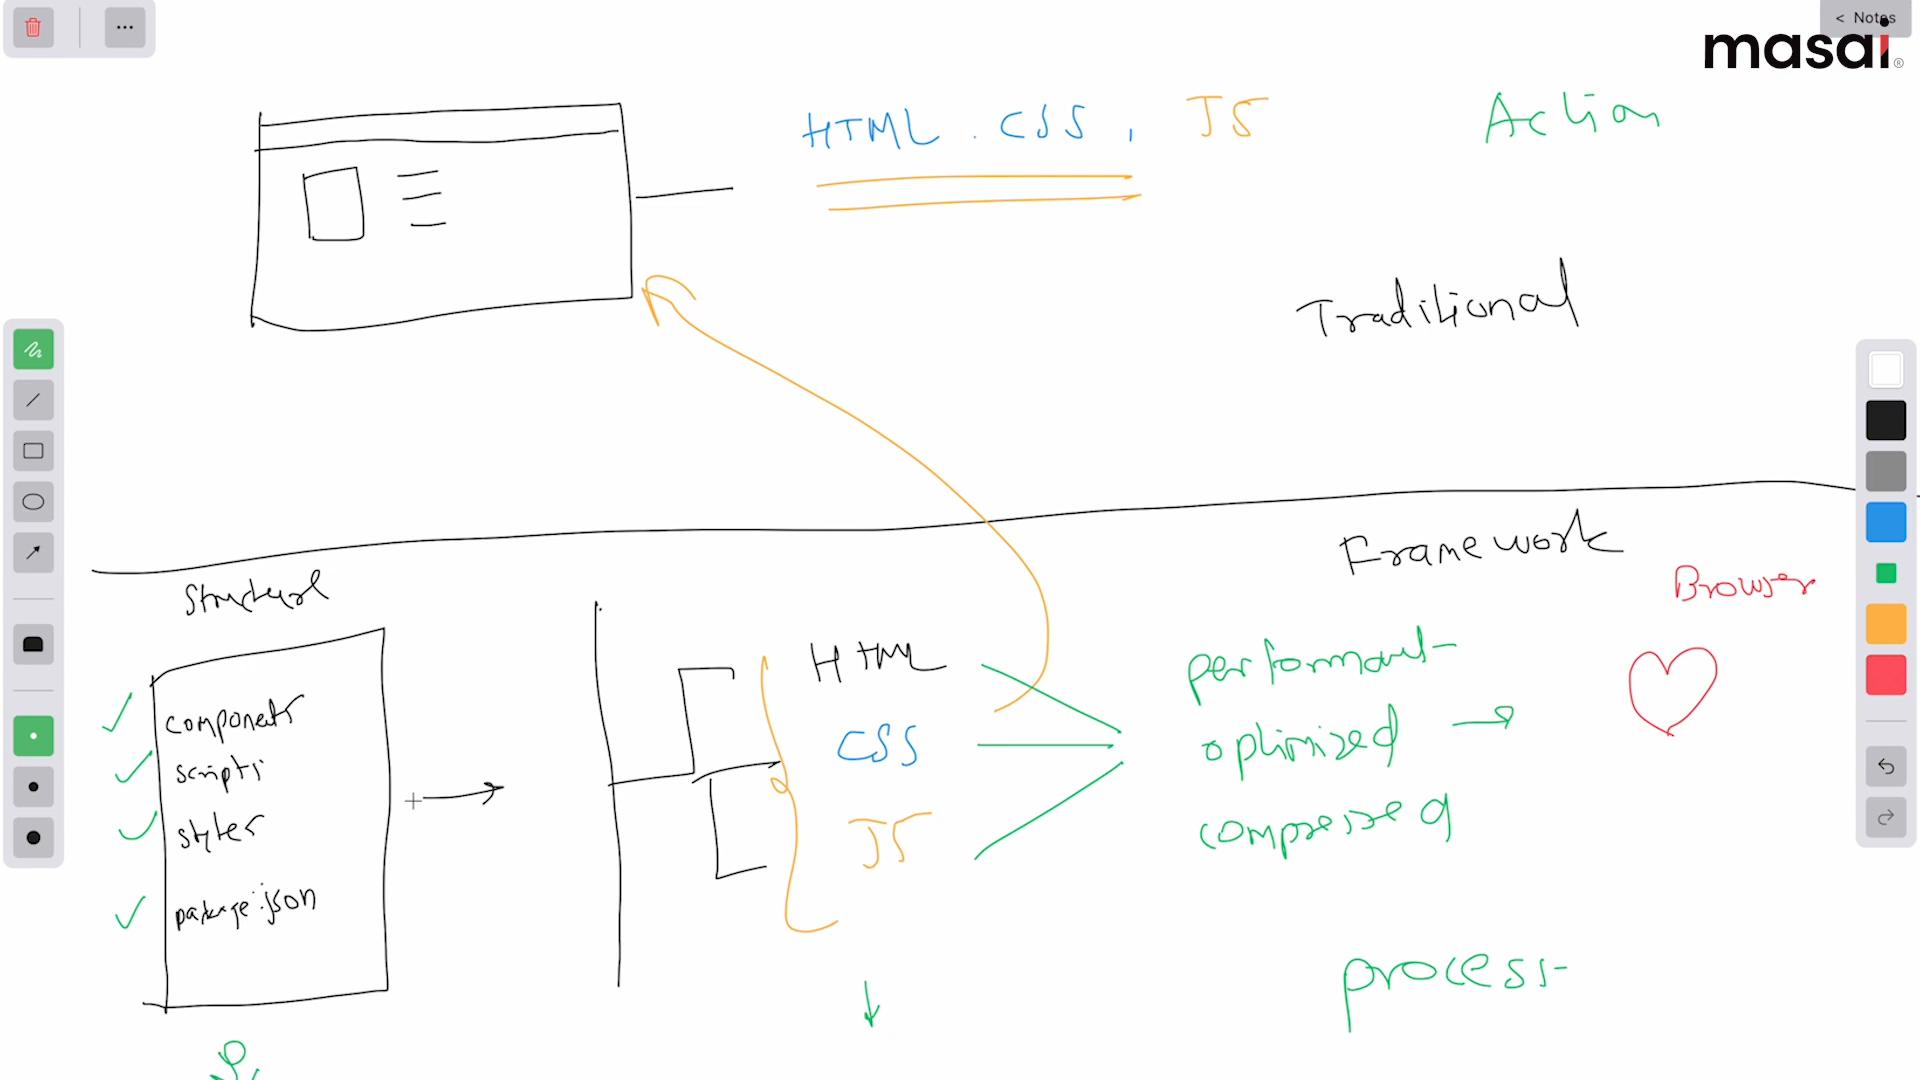 < Notes
masai
HTML . CSS , JS
Action
Traditional
Framework
Browser
Structure
components
scripts
styles
package.json
HTML
CSS
JS
performant
optimized
compressed
process